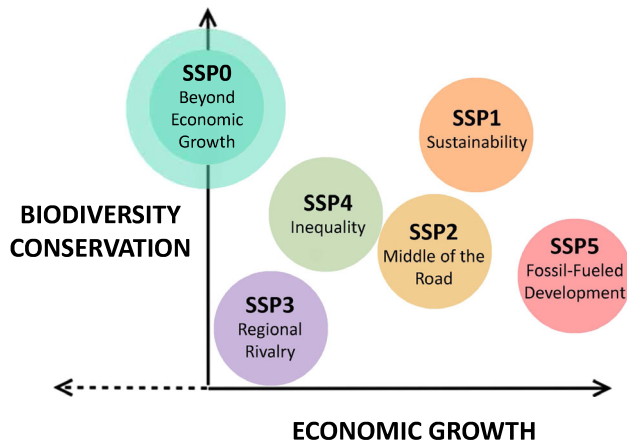 SSP0
Beyond
Economic
Growth
SSP1
Sustainability
SSP4
Inequality
BIODIVERSITY
CONSERVATION
SSP2
Middle of the
Road
SSP5
Fossil-Fueled
Development
SSP3
Regional
Rivalry
ECONOMIC GROWTH